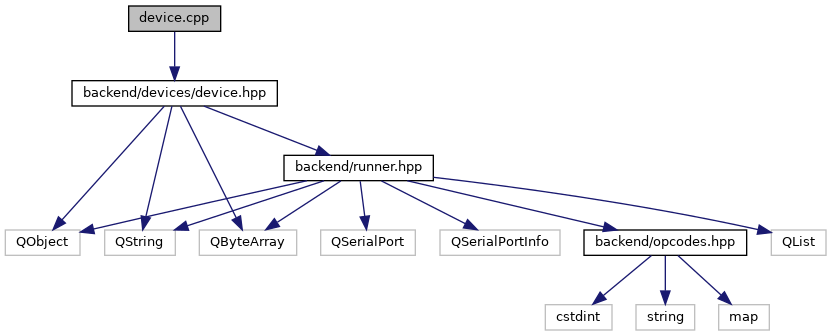 device.cpp
backend/devices/device.hpp
backend/runner.hpp
QObject
QString
QByteArray
QSerialPort
QSerialPortInfo
backend/opcodes.hpp
QList
cstdint
string
map